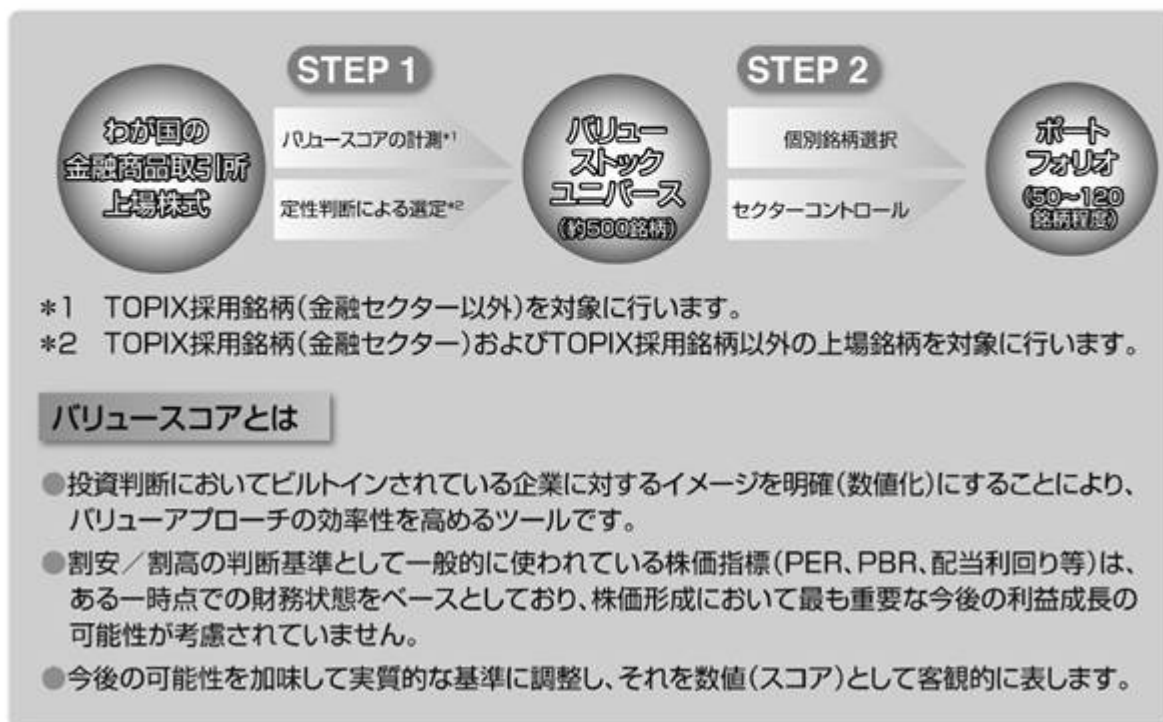 STEP 1
STEP 2
わが国の
金融商品取引所
上場株式
バリュースコアの計測*1
定性判断による選定*2
バリュー
ストック
ユニバース
(約500銘柄)
個別銘柄選択
セクターコントロール
ポート
フォリオ
(50～120
銘柄程度)
*1 TOPIX採用銘柄(金融セクター以外)を対象に行います。
*2 TOPIX採用銘柄(金融セクター)およびTOPIX採用銘柄以外の上場銘柄を対象に行います。
バリュースコアとは
●投資判断においてビルトインされている企業に対するイメージを明確(数値化)にすることにより、
バリューアプローチの効率性を高めるツールです。
●割安／割高の判断基準として一般的に使われている株価指標(PER、PBR、配当利回り等)は、
ある一時点での財務状態をベースとしており、株価形成において最も重要な今後の利益成長の
可能性が考慮されていません。
●今後の可能性を加味して実質的な基準に調整し、それを数値(スコア)として客観的に表します。